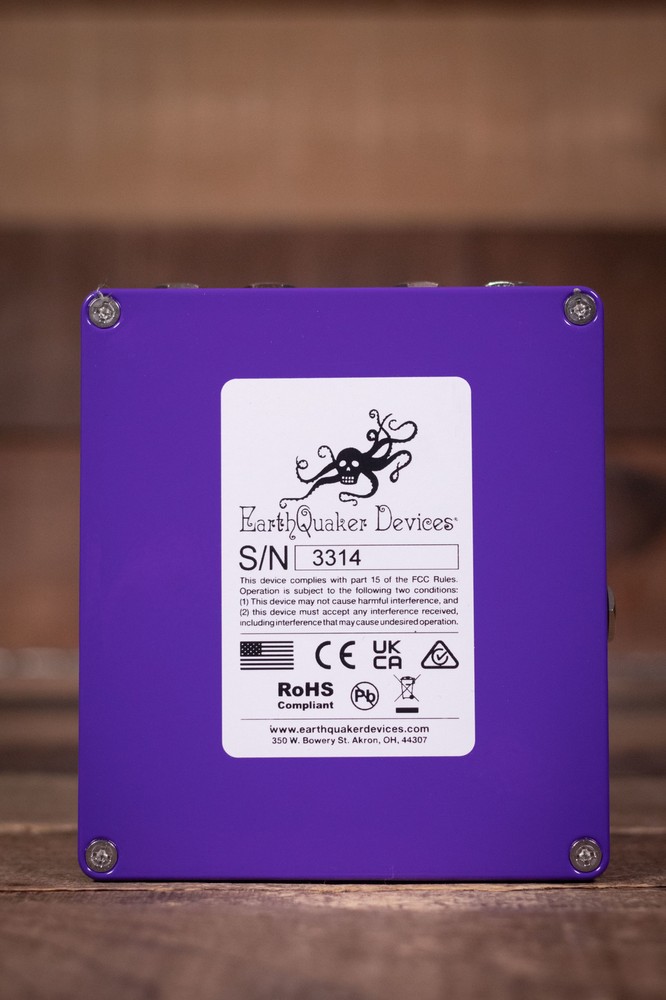 EarthQuaker Devices®
S/N 3314
This device complies with part 15 of the FCC Rules.
Operation is subject to the following two conditions:
(1) This device may not cause harmful interference, and
(2) this device must accept any interference received,
including interference that may cause undesired operation.
CE UK
CA
RoHS
Compliant Pb
www.earthquakerdevices.com
350 W. Bowery St. Akron, OH, 44307